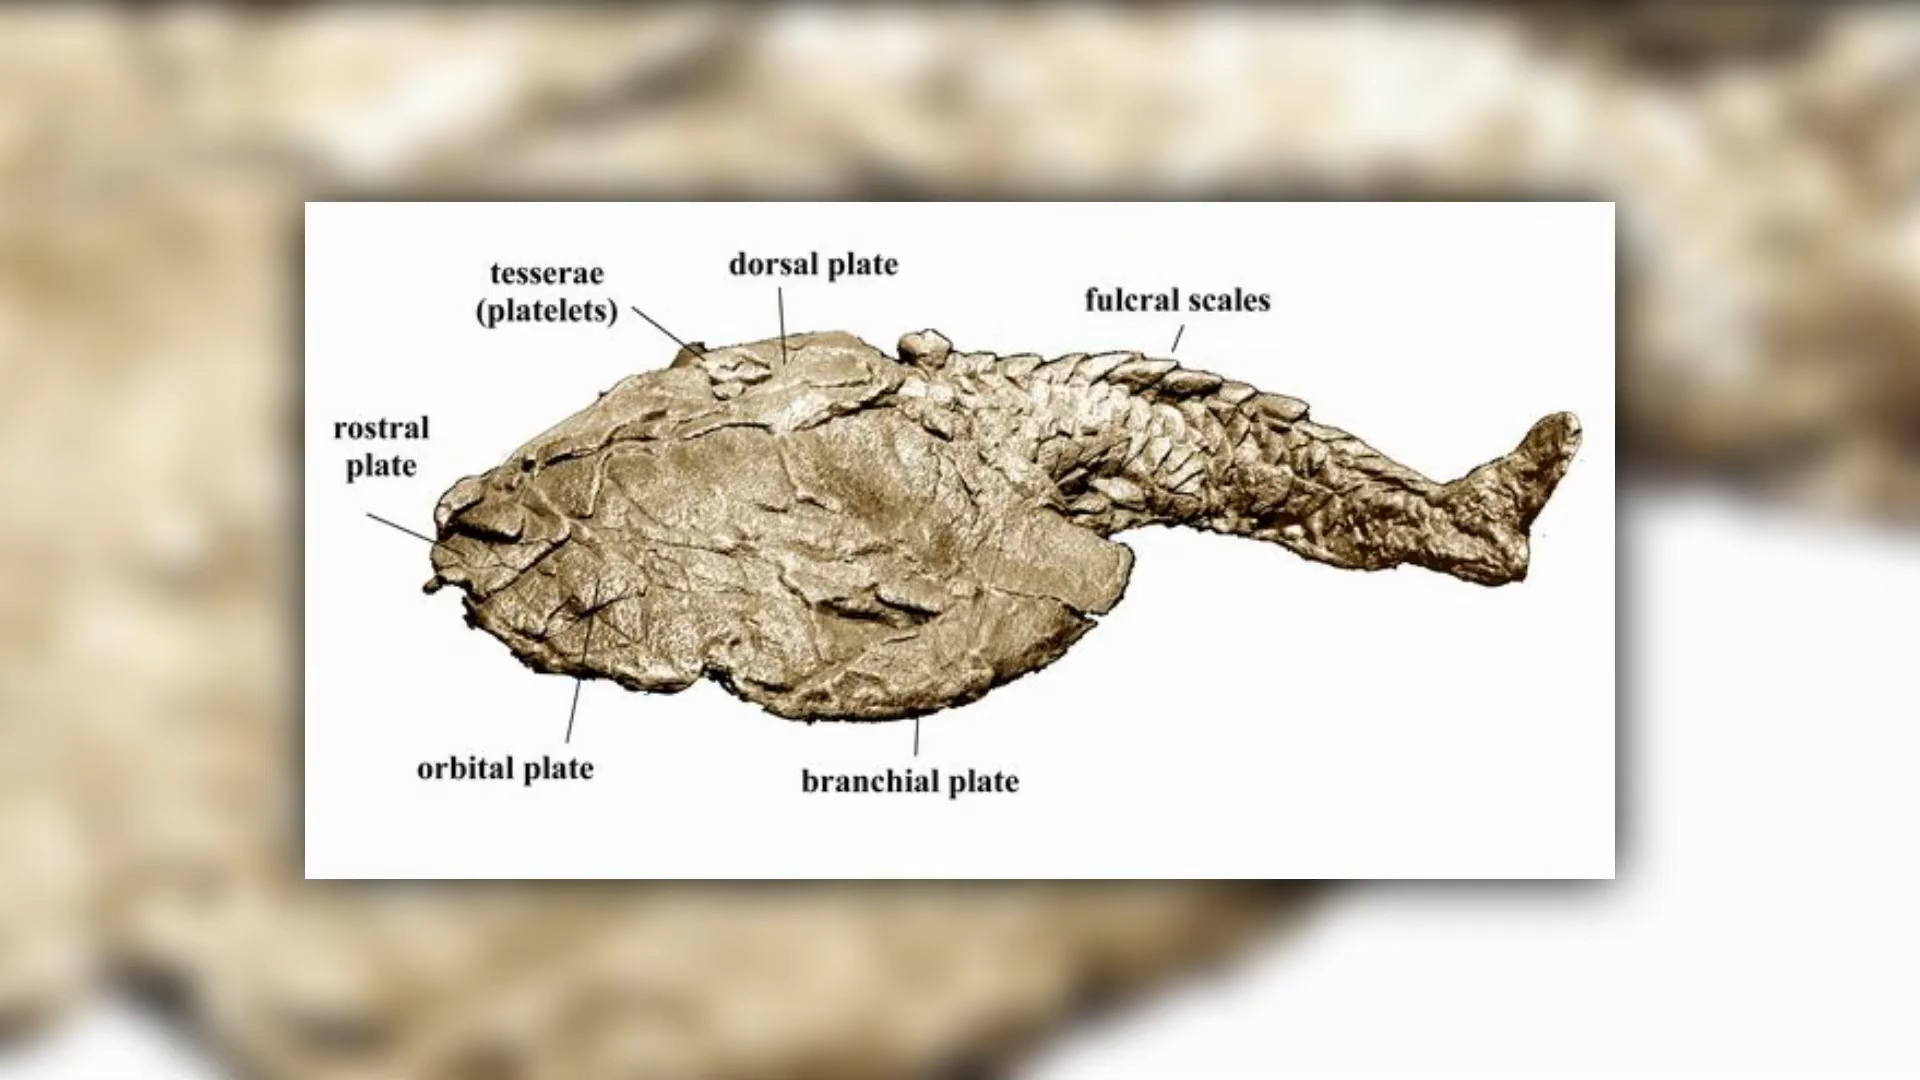 tesserae
(platelets)
dorsal plate
fulcral scales
rostral
plate
orbital plate
branchial plate